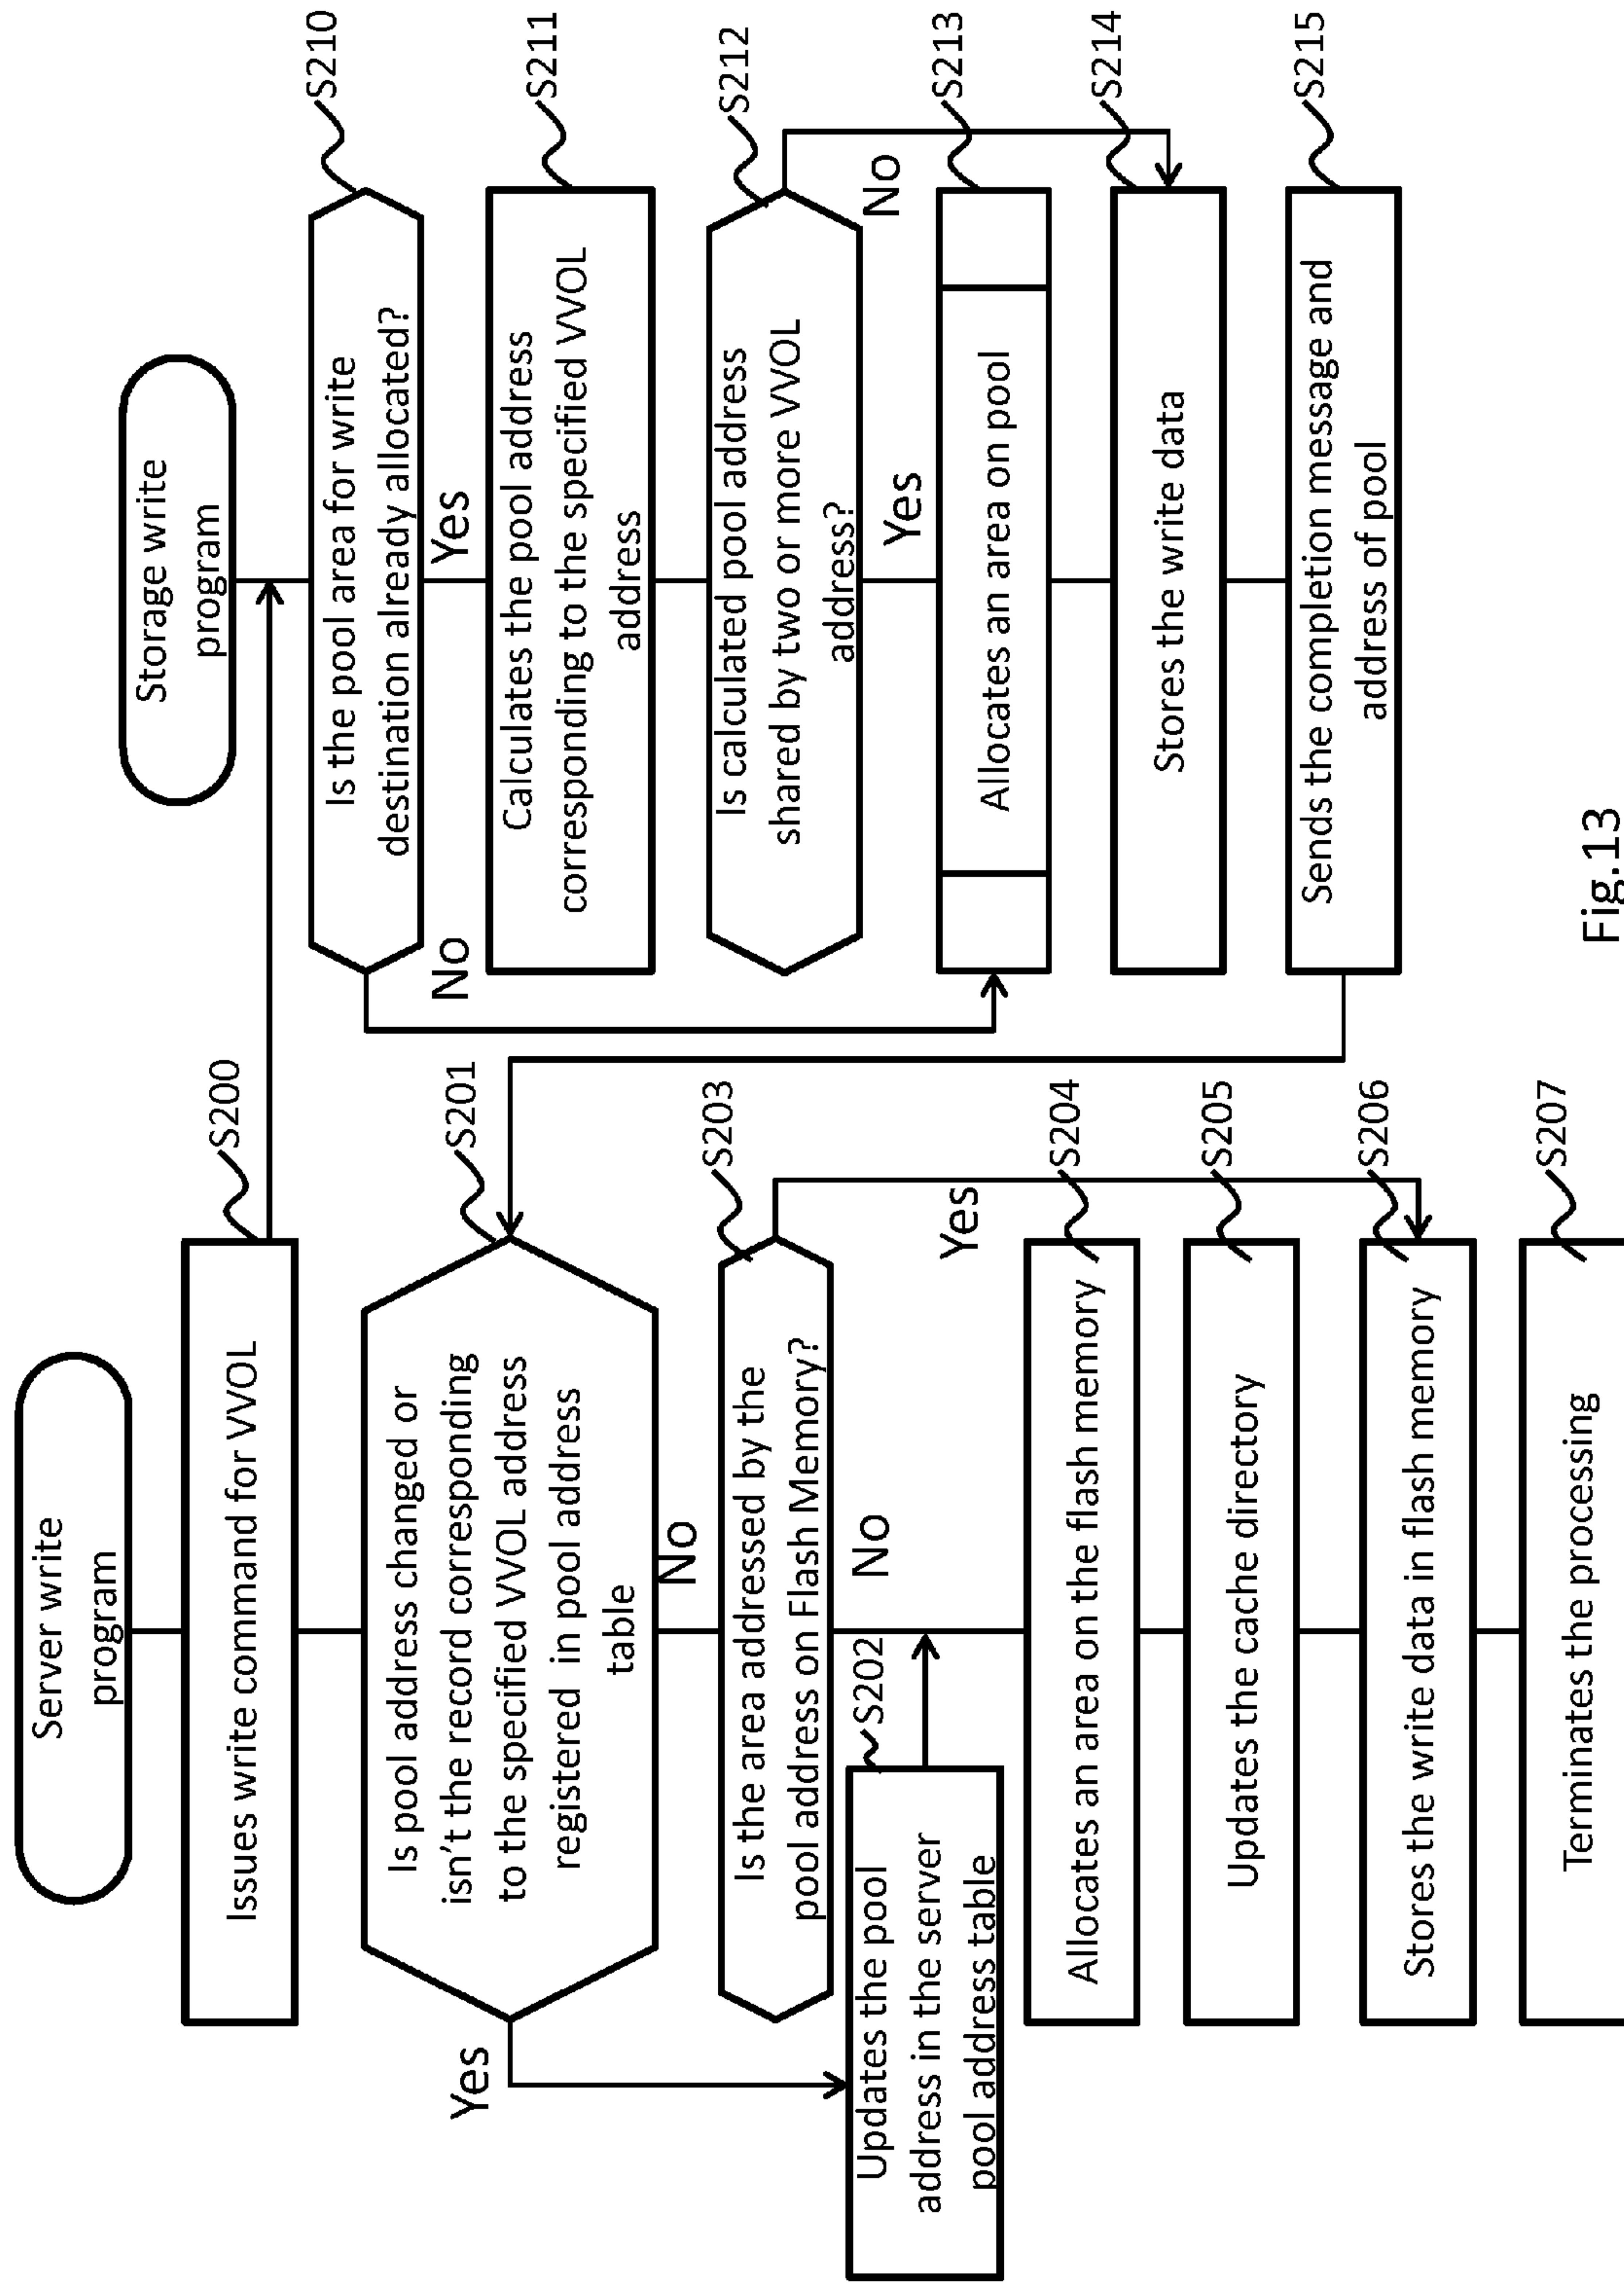 Server write
program
S200
Issues write command for VVOL
S201
Is pool address changed or
isn't the record corresponding
to the specified VVOL address
registered in pool address
table
Yes
No
S203
Is the area addressed by the
pool address on Flash Memory?
Yes
No
S202
Updates the pool
address in the server
pool address table
S204
Allocates an area on the flash memory
S205
Updates the cache directory
S206
Stores the write data in flash memory
S207
Terminates the processing
Storage write
program
S210
Is the pool area for write
destination already allocated?
No
Yes
S211
Calculates the pool address
corresponding to the specified VVOL
address
S212
Is calculated pool address
shared by two or more VVOL
address?
No
Yes
S213
Allocates an area on pool
S214
Stores the write data
S215
Sends the completion message and
address of pool
Fig.13